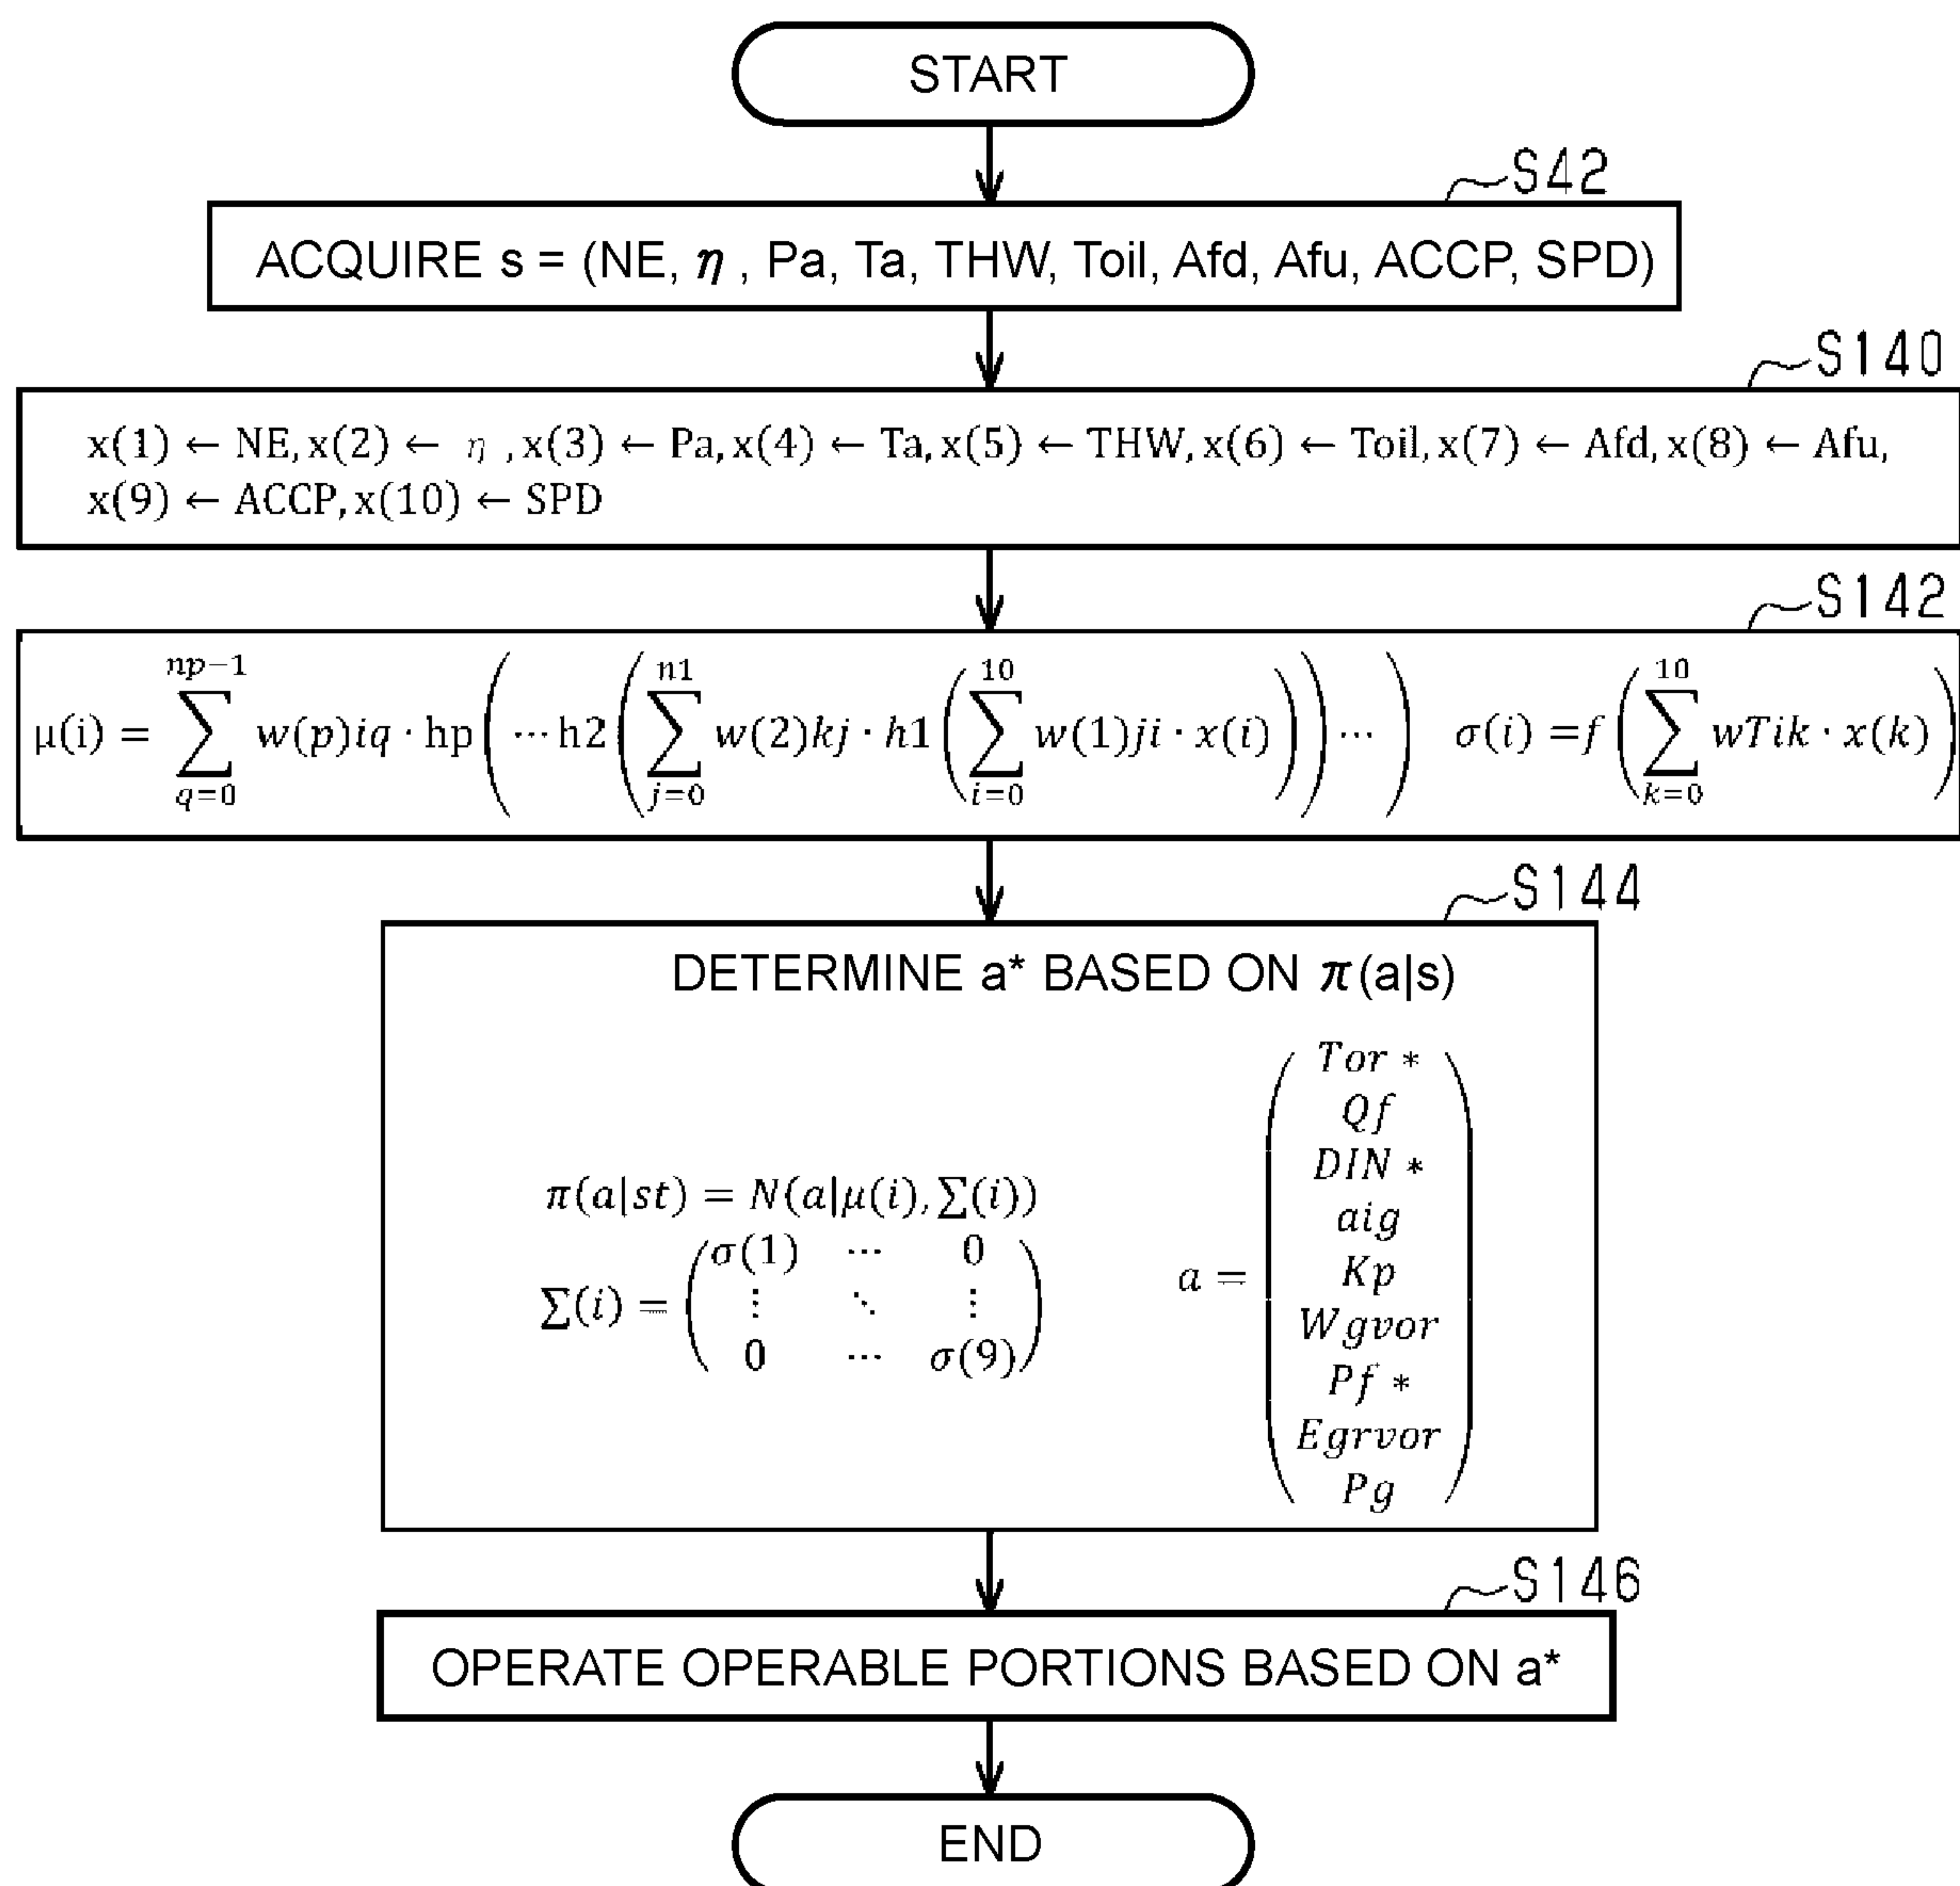 START
S42
ACQUIRE s = (NE, η , Pa, Ta, THW, Toil, Afd, Afu, ACCP, SPD)
S140
x(1) ← NE, x(2) ← η , x(3) ← Pa, x(4) ← Ta, x(5) ← THW, x(6) ← Toil, x(7) ← Afd, x(8) ← Afu,
x(9) ← ACCP, x(10) ← SPD
S142
μ(i) = ∑_{q=0}^{np−1} w(p)iq · hp( ⋯ h2( ∑_{j=0}^{n1} w(2)kj · h1( ∑_{i=0}^{10} w(1)ji · x(i) ) ) ⋯ ) σ(i) = f( ∑_{k=0}^{10} wTik · x(k) )
S144
DETERMINE a* BASED ON π(a|s)
π(a|st) = N(a|μ(i), ∑(i))
∑(i) = ( σ(1) ⋯ 0
⋮ ⋱ ⋮
0 ⋯ σ(9) )
a =
Tor *
Qf
DIN *
aig
Kp
Wgvor
Pf *
Egrvor
Pg
S146
OPERATE OPERABLE PORTIONS BASED ON a*
END